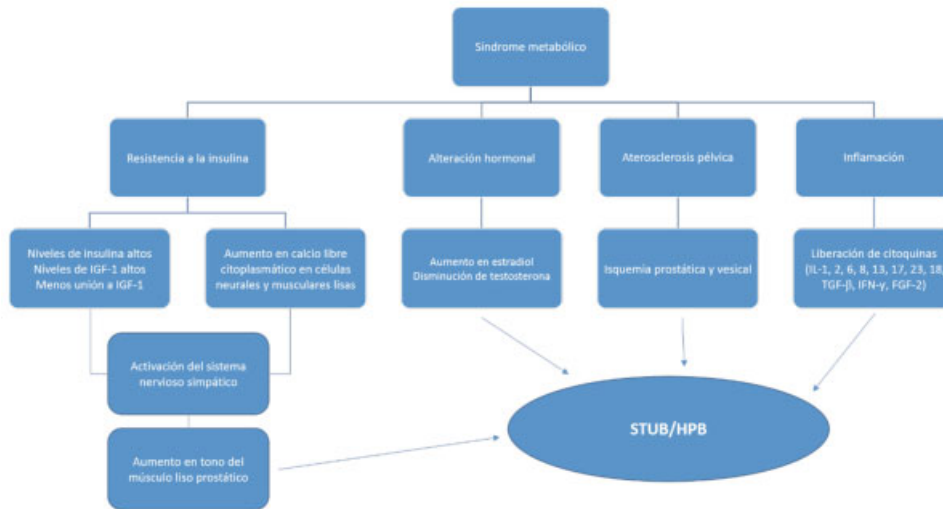 Síndrome metabólico
Resistencia a la insulina
Alteración hormonal
Aterosclerosis pélvica
Inflamación
Niveles de insulina altos
Niveles de IGF-1 altos
Menos unión a IGF-1
Aumento en calcio libre
citoplasmático en células
neurales y musculares lisas
Aumento en estradiol
Disminución de testosterona
Isquemia prostática y vesical
Liberación de citoquinas
(IL-1, 2, 6, 8, 13, 17, 23, 18,
TGF-β, IFN-γ, FGF-2)
Activación del sistema
nervioso simpático
Aumento en tono del
músculo liso prostático
STUB/HPB